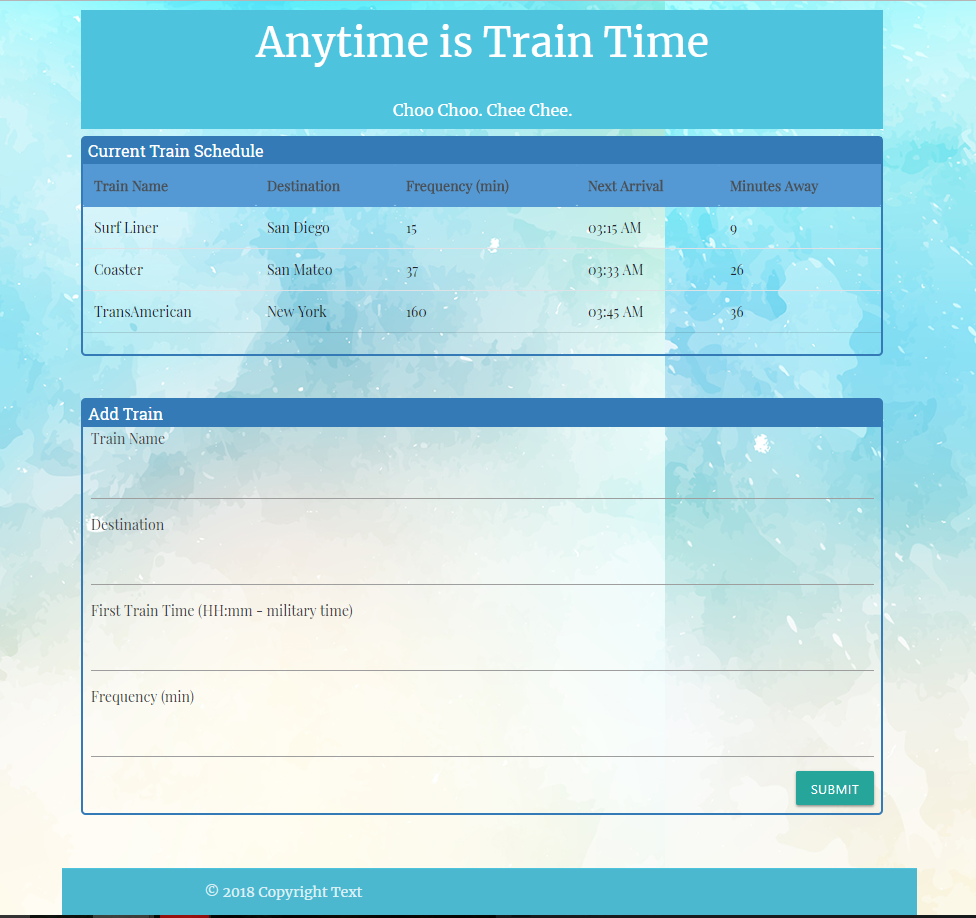 Anytime is Train Time
Choo Choo. Chee Chee.
Current Train Schedule
Train Name Destination Frequency (min) Next Arrival Minutes Away
Surf Liner San Diego 15 03:15 AM 9
Coaster San Mateo 37 03:33 AM 26
TransAmerican New York 160 03:45 AM 36
Add Train
Train Name
Destination
First Train Time (HH:mm - military time)
Frequency (min)
SUBMIT
© 2018 Copyright Text